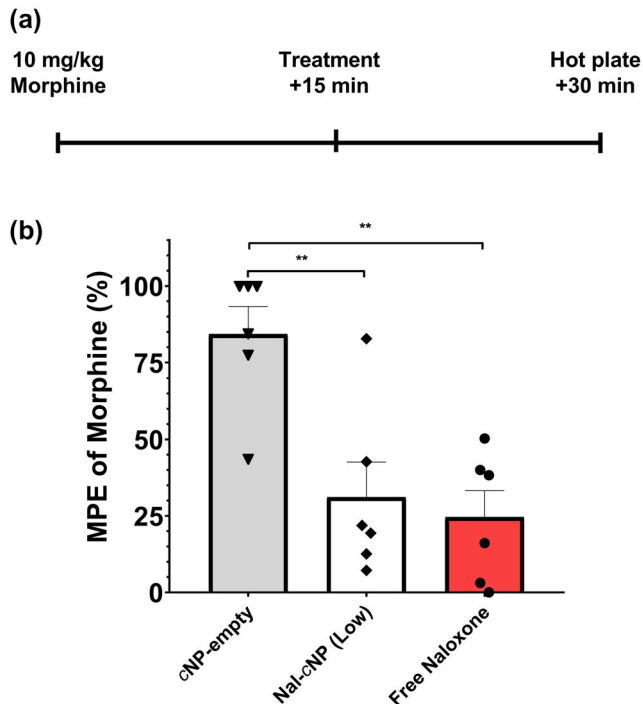 (a)
10 mg/kg
Morphine
Treatment
+15 min
Hot plate
+30 min
(b)
**
**
MPE of Morphine (%)
100
75
50
25
0
cNP-empty
Nal-cNP (Low)
Free Naloxone